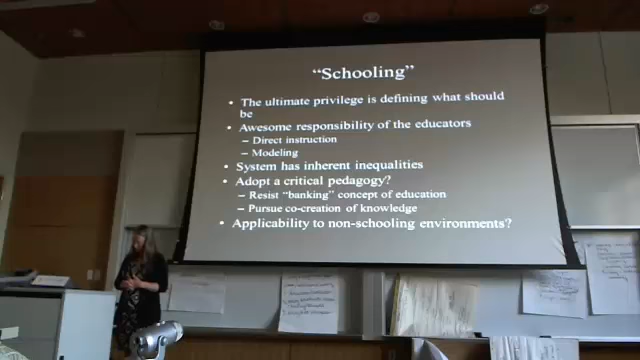 "Schooling"
• The ultimate privilege is defining what should
be
• Awesome responsibility of the educators
– Direct instruction
– Modeling
• System has inherent inequalities
• Adopt a critical pedagogy?
– Resist "banking" concept of education
– Pursue co-creation of knowledge
• Applicability to non-schooling environments?